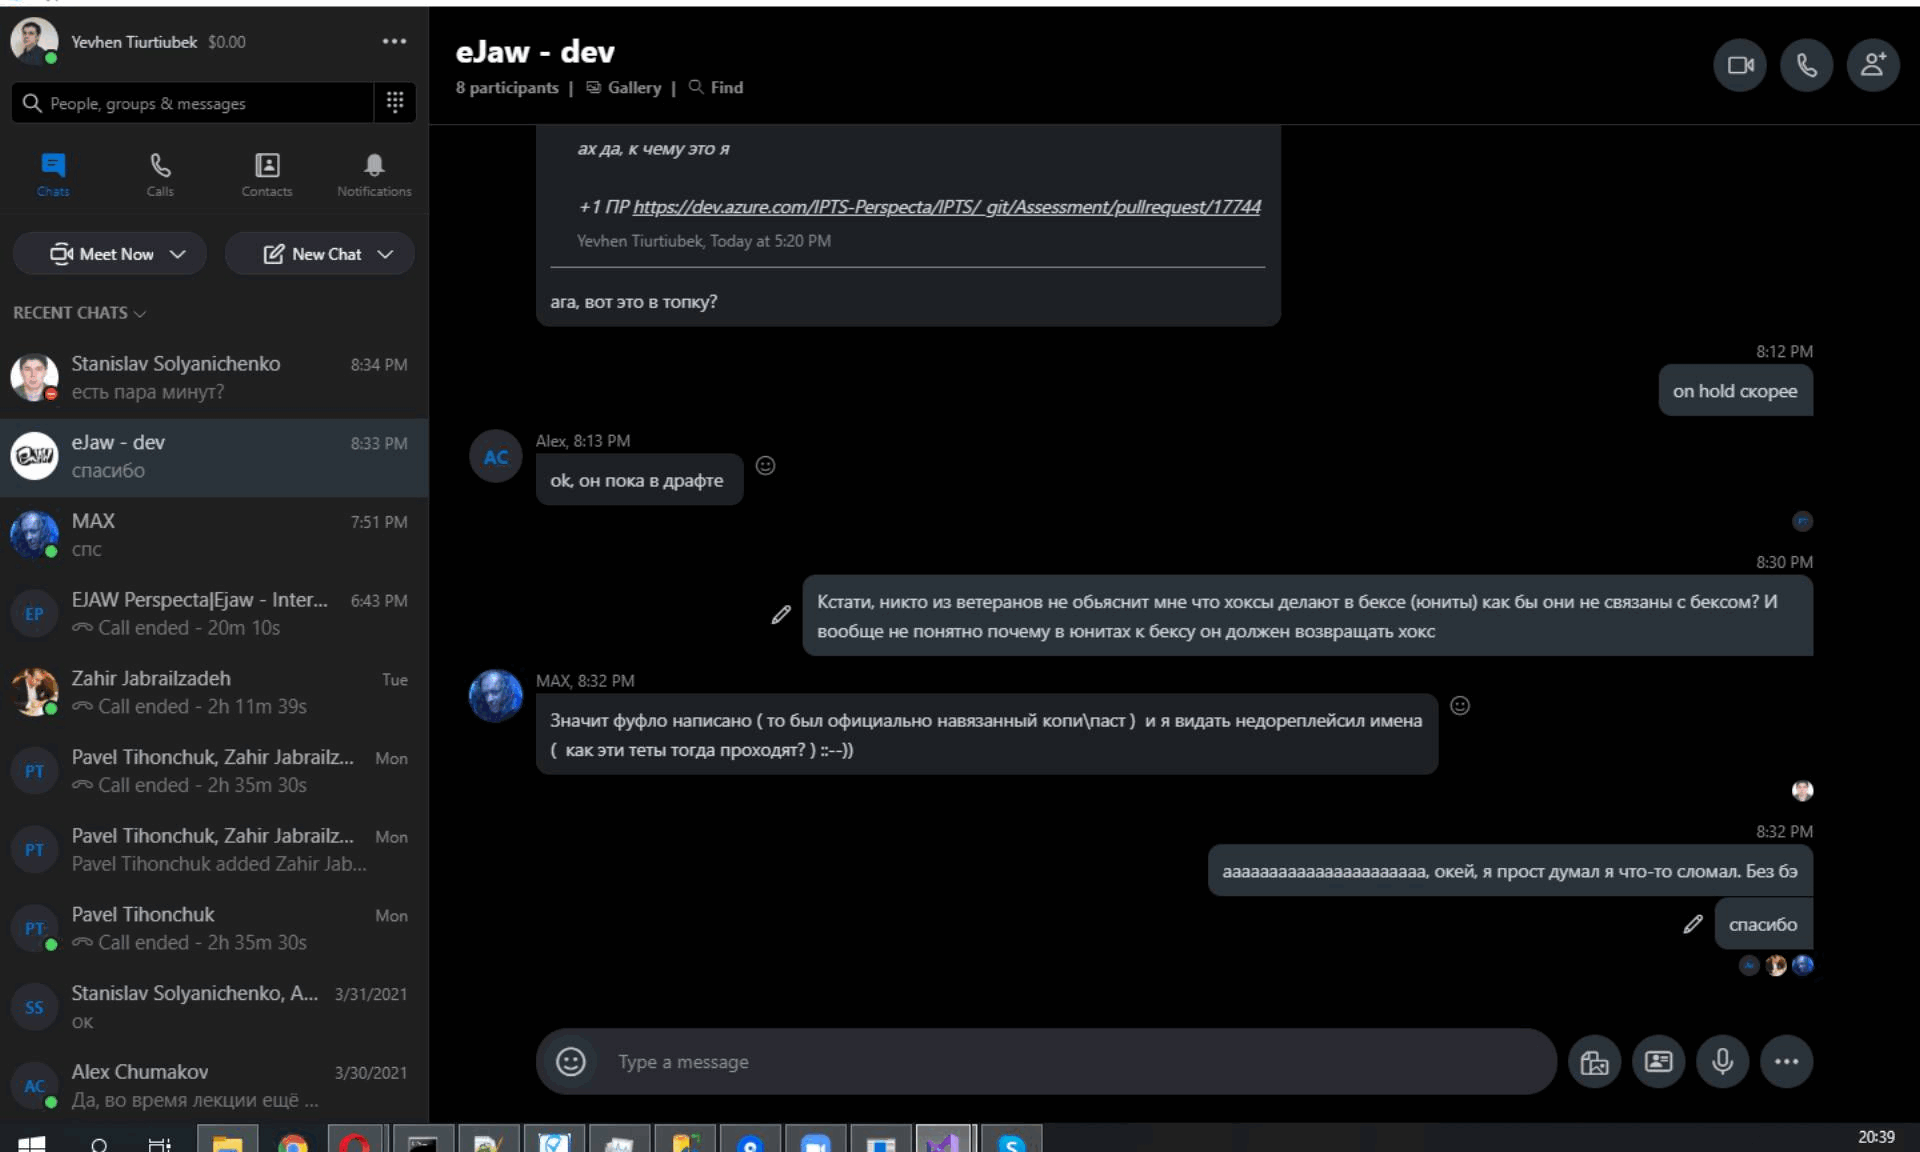 Yevhen Tiurtiubek $0.00
People, groups & messages
Chats
Calls
Contacts
Notifications
Meet Now
New Chat
RECENT CHATS
Stanislav Solyanichenko 8:34 PM
есть пара минут?
eJaw - dev 8:33 PM
спасибо
MAX 7:51 PM
спс
EP
EJAW Perspecta|Ejaw - Inter... 6:43 PM
Call ended - 20m 10s
Zahir Jabrailzadeh Tue
Call ended - 2h 11m 39s
PT
Pavel Tihonchuk, Zahir Jabrailz... Mon
Call ended - 2h 35m 30s
PT
Pavel Tihonchuk, Zahir Jabrailz... Mon
Pavel Tihonchuk added Zahir Jab...
PT
Pavel Tihonchuk Mon
Call ended - 2h 35m 30s
SS
Stanislav Solyanichenko, A... 3/31/2021
ок
AC
Alex Chumakov 3/30/2021
Да, во время лекции ещё ...
eJaw - dev
8 participants | Gallery | Find
ах да, к чему это я
+1 ПР https://dev.azure.com/IPTS-Perspecta/IPTS/_git/Assessment/pullrequest/17744
Yevhen Tiurtiubek, Today at 5:20 PM
ага, вот это в топку?
8:12 PM
on hold скорее
AC
Alex, 8:13 PM
ok, он пока в драфте
PT
8:30 PM
Кстати, никто из ветеранов не обьяснит мне что хоксы делают в бексе (юниты) как бы они не связаны с бексом? И
вообще не понятно почему в юнитах к бексу он должен возвращать хокс
MAX, 8:32 PM
Значит фуфло написано ( то был официально навязанный копи\паст ) и я видать недореплейсил имена
( как эти теты тогда проходят? ) ::--))
8:32 PM
аааааааааааааааааааааа, окей, я прост думал я что-то сломал. Без бэ
спасибо
Type a message
20:39